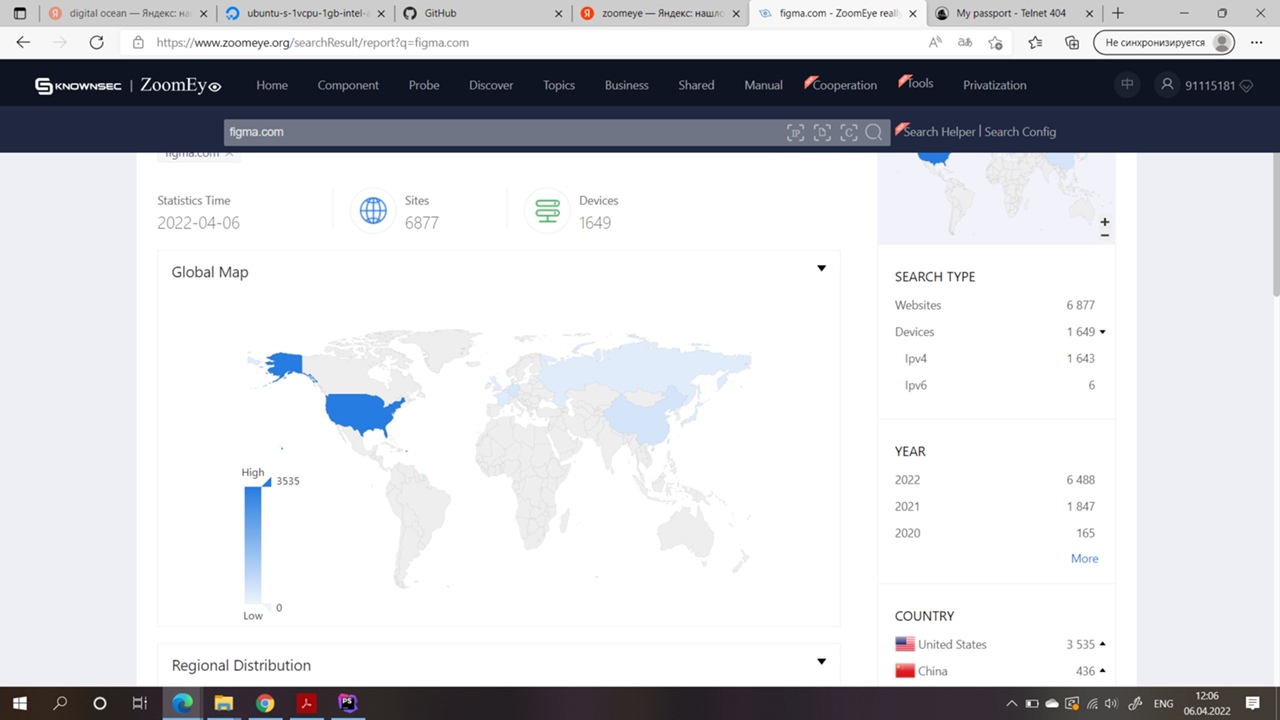 digital ocean — Яндекс: на
ubuntu-s-1vcpu-1gb-intel-
GitHub
zoomeye — Яндекс: нашло
figma.com - ZoomEye reall
My passport - Telnet 404
https://www.zoomeye.org/searchResult/report?q=figma.com
Не синхронизируется
KNOWNSEC | ZoomEye
Home
Component
Probe
Discover
Topics
Business
Shared
Manual
Cooperation
Tools
Privatization
中
91115181
figma.com
IP
D
C
Search Helper | Search Config
figma.com
Statistics Time
2022-04-06
Sites
6877
Devices
1649
Global Map
High
3535
0
Low
Regional Distribution
+
−
SEARCH TYPE
Websites 6 877
Devices 1 649
Ipv4 1 643
Ipv6 6
YEAR
2022 6 488
2021 1 847
2020 165
More
COUNTRY
United States 3 535
China 436
PS
ENG
12:06
06.04.2022